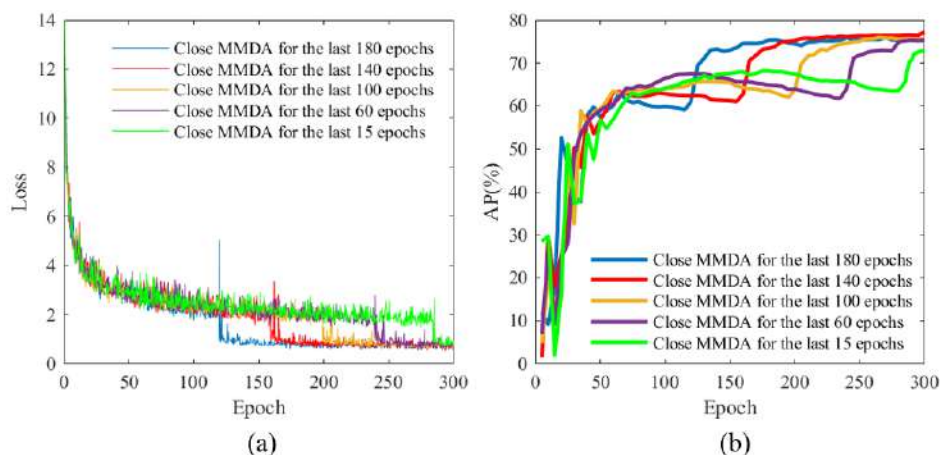 14
12
10
8
6
4
2
0
Loss
Close MMDA for the last 180 epochs
Close MMDA for the last 140 epochs
Close MMDA for the last 100 epochs
Close MMDA for the last 60 epochs
Close MMDA for the last 15 epochs
0 50 100 150 200 250 300
Epoch
(a)
80
70
60
50
40
30
20
10
0
AP(%)
Close MMDA for the last 180 epochs
Close MMDA for the last 140 epochs
Close MMDA for the last 100 epochs
Close MMDA for the last 60 epochs
Close MMDA for the last 15 epochs
0 50 100 150 200 250 300
Epoch
(b)